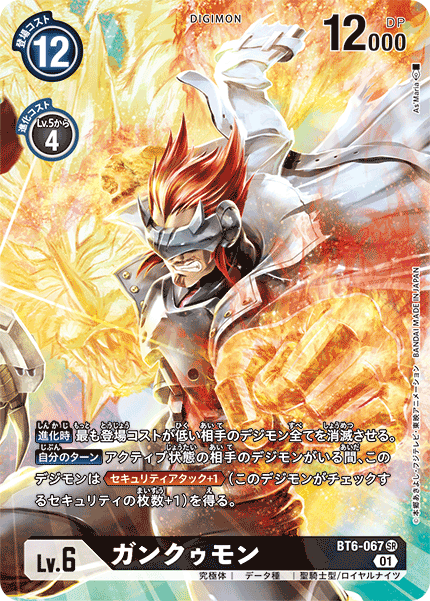 DIGIMON
登場コスト
12
DP
12000
進化コスト
Lv.5から
4
As'Maria
©本郷あきよし・フジテレビ・東映アニメーション BANDAI MADE IN JAPAN
進化時 最も登場コストが低い相手のデジモン全てを消滅させる。
自分のターン アクティブ状態の相手のデジモンがいる間、この
デジモンは セキュリティアタック+1 (このデジモンがチェックす
るセキュリティの枚数+1)を得る。
Lv.6
ガンクゥモン
BT6-067 SR
01
究極体 | データ種 | 聖騎士型/ロイヤルナイツ